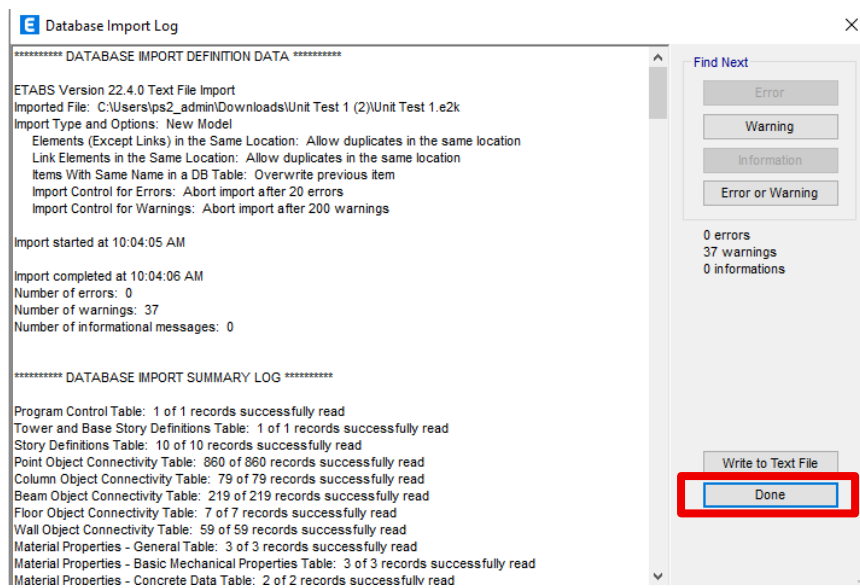 Database Import Log
********** DATABASE IMPORT DEFINITION DATA **********
ETABS Version 22.4.0 Text File Import
Imported File: C:\Users\ps2_admin\Downloads\Unit Test 1 (2)\Unit Test 1.e2k
Import Type and Options: New Model
Elements (Except Links) in the Same Location: Allow duplicates in the same location
Link Elements in the Same Location: Allow duplicates in the same location
Items With Same Name in a DB Table: Overwrite previous item
Import Control for Errors: Abort import after 20 errors
Import Control for Warnings: Abort import after 200 warnings
Import started at 10:04:05 AM
Import completed at 10:04:06 AM
Number of errors: 0
Number of warnings: 37
Number of informational messages: 0
********** DATABASE IMPORT SUMMARY LOG **********
Program Control Table: 1 of 1 records successfully read
Tower and Base Story Definitions Table: 1 of 1 records successfully read
Story Definitions Table: 10 of 10 records successfully read
Point Object Connectivity Table: 860 of 860 records successfully read
Column Object Connectivity Table: 79 of 79 records successfully read
Beam Object Connectivity Table: 219 of 219 records successfully read
Floor Object Connectivity Table: 7 of 7 records successfully read
Wall Object Connectivity Table: 59 of 59 records successfully read
Material Properties - General Table: 3 of 3 records successfully read
Material Properties - Basic Mechanical Properties Table: 3 of 3 records successfully read
Material Properties - Concrete Data Table: 2 of 2 records successfully read
Find Next
Error
Warning
Information
Error or Warning
0 errors
37 warnings
0 informations
Write to Text File
Done